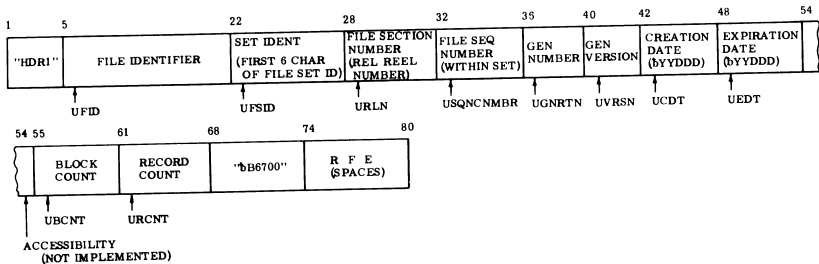 1 5 22 28 32 36 40 42 48 54
"HDR1"
FILE IDENTIFIER
SET IDENT
(FIRST 6 CHAR
OF FILE SET ID)
FILE SECTION
NUMBER
(REL REEL
NUMBER)
FILE SEQ
NUMBER
(WITHIN SET)
GEN
NUMBER
GEN
VERSION
CREATION
DATE
(ƀYYDDD)
EXPIRATION
DATE
(ƀYYDDD)
UFID
UFSID
URLN
USQNCNMBR
UGNRTN
UVRSN
UCDT
UEDT
54 55 61 68 74 80
BLOCK
COUNT
RECORD
COUNT
"ƀB6700"
R F E
(SPACES)
UBCNT
URCNT
ACCESSIBILITY
(NOT IMPLEMENTED)